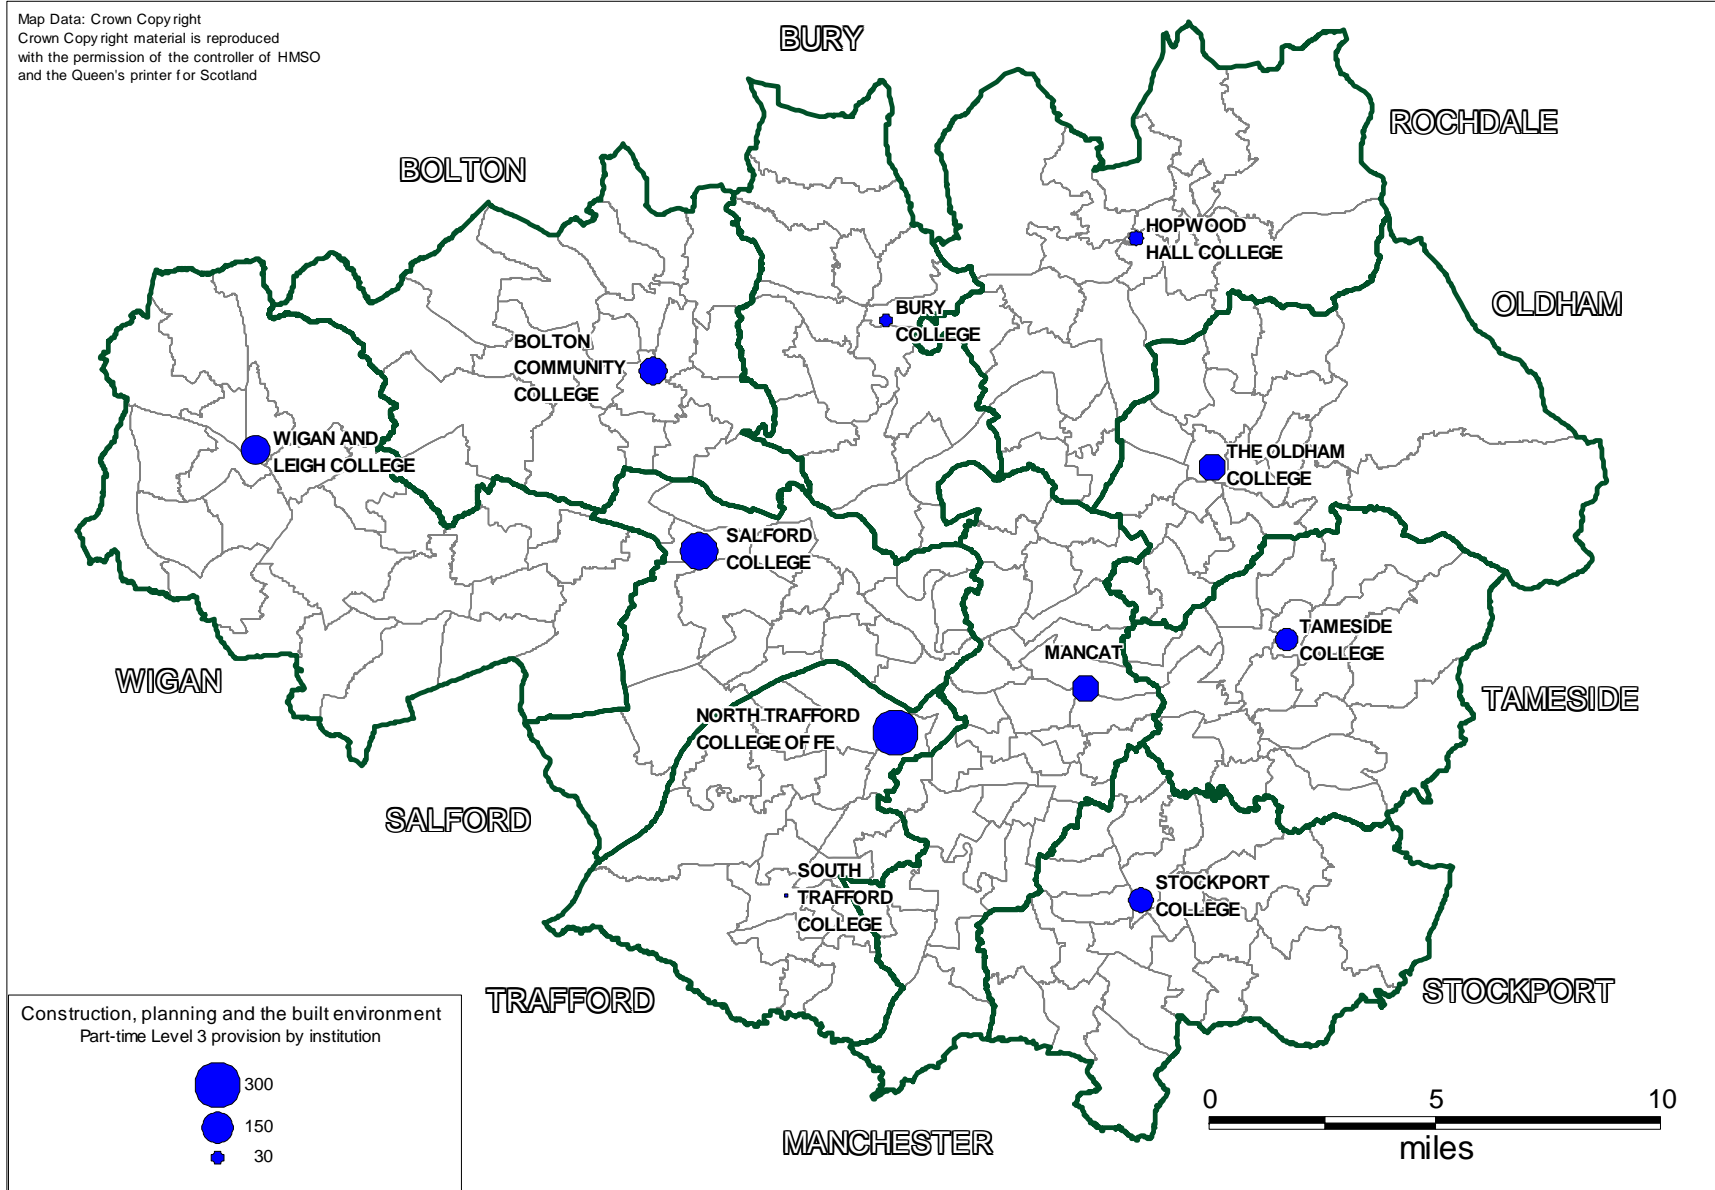 Map Data: Crown Copyright
Crown Copyright material is reproduced
with the permission of the controller of HMSO
and the Queen's printer for Scotland
BURY
ROCHDALE
BOLTON
HOPWOOD
HALL COLLEGE
OLDHAM
BURY
COLLEGE
BOLTON
COMMUNITY
COLLEGE
WIGAN AND
LEIGH COLLEGE
THE OLDHAM
COLLEGE
SALFORD
COLLEGE
TAMESIDE
COLLEGE
MANCAT
WIGAN
TAMESIDE
NORTH TRAFFORD
COLLEGE OF FE
SALFORD
SOUTH
TRAFFORD
COLLEGE
STOCKPORT
COLLEGE
TRAFFORD
STOCKPORT
MANCHESTER
Construction, planning and the built environment
Part-time Level 3 provision by institution
300
150
30
0 5 10
miles